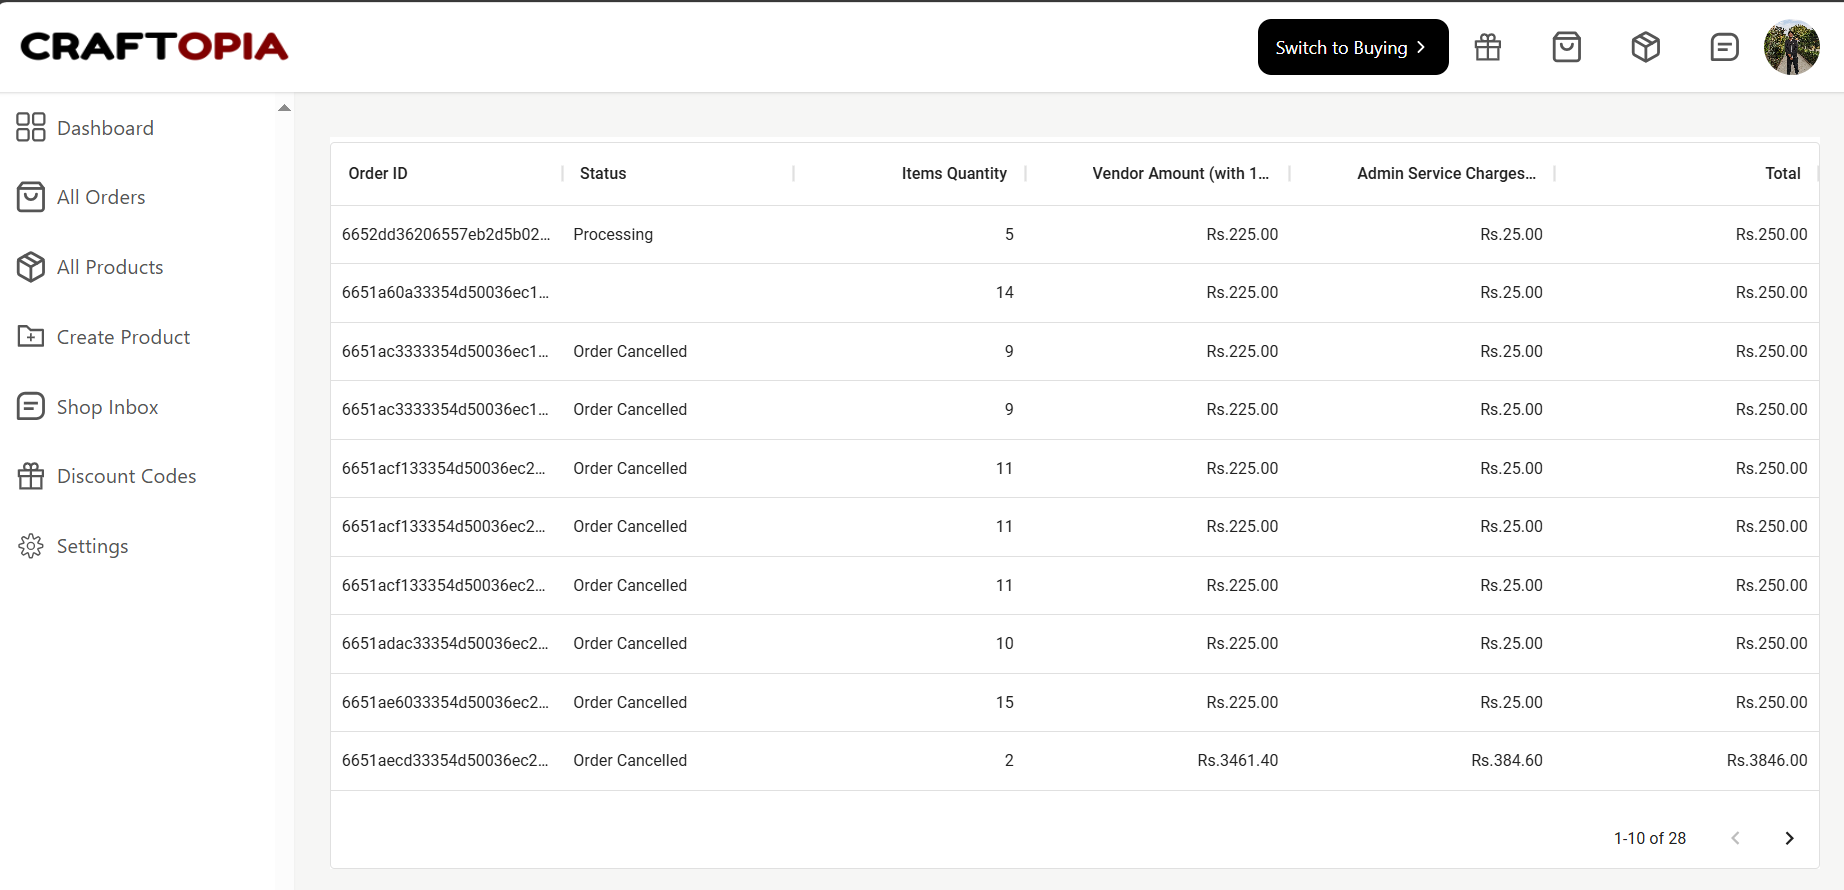 CRAFTOPIA
Switch to Buying
Dashboard
All Orders
All Products
Create Product
Shop Inbox
Discount Codes
Settings
Order ID Status Items Quantity Vendor Amount (with 1... Admin Service Charges... Total
6652dd36206557eb2d5b02... Processing 5 Rs.225.00 Rs.25.00 Rs.250.00
6651a60a33354d50036ec1... 14 Rs.225.00 Rs.25.00 Rs.250.00
6651ac3333354d50036ec1... Order Cancelled 9 Rs.225.00 Rs.25.00 Rs.250.00
6651ac3333354d50036ec1... Order Cancelled 9 Rs.225.00 Rs.25.00 Rs.250.00
6651acf133354d50036ec2... Order Cancelled 11 Rs.225.00 Rs.25.00 Rs.250.00
6651acf133354d50036ec2... Order Cancelled 11 Rs.225.00 Rs.25.00 Rs.250.00
6651acf133354d50036ec2... Order Cancelled 11 Rs.225.00 Rs.25.00 Rs.250.00
6651adac33354d50036ec2... Order Cancelled 10 Rs.225.00 Rs.25.00 Rs.250.00
6651ae6033354d50036ec2... Order Cancelled 15 Rs.225.00 Rs.25.00 Rs.250.00
6651aecd33354d50036ec2... Order Cancelled 2 Rs.3461.40 Rs.384.60 Rs.3846.00
1-10 of 28